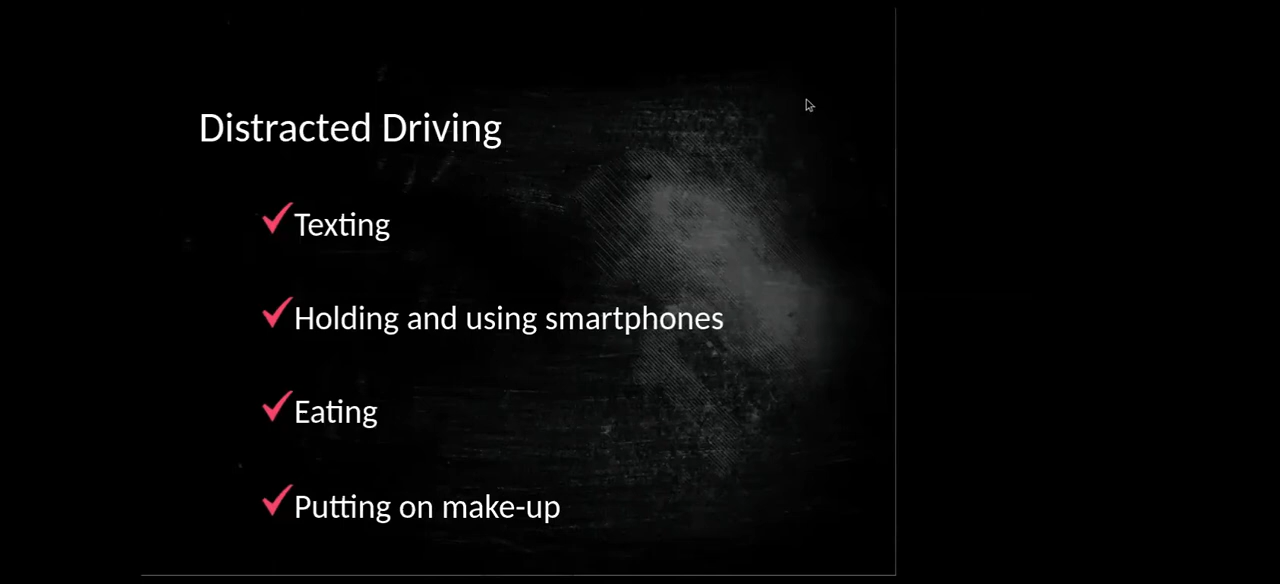 Distracted Driving
Texting
Holding and using smartphones
Eating
Putting on make-up